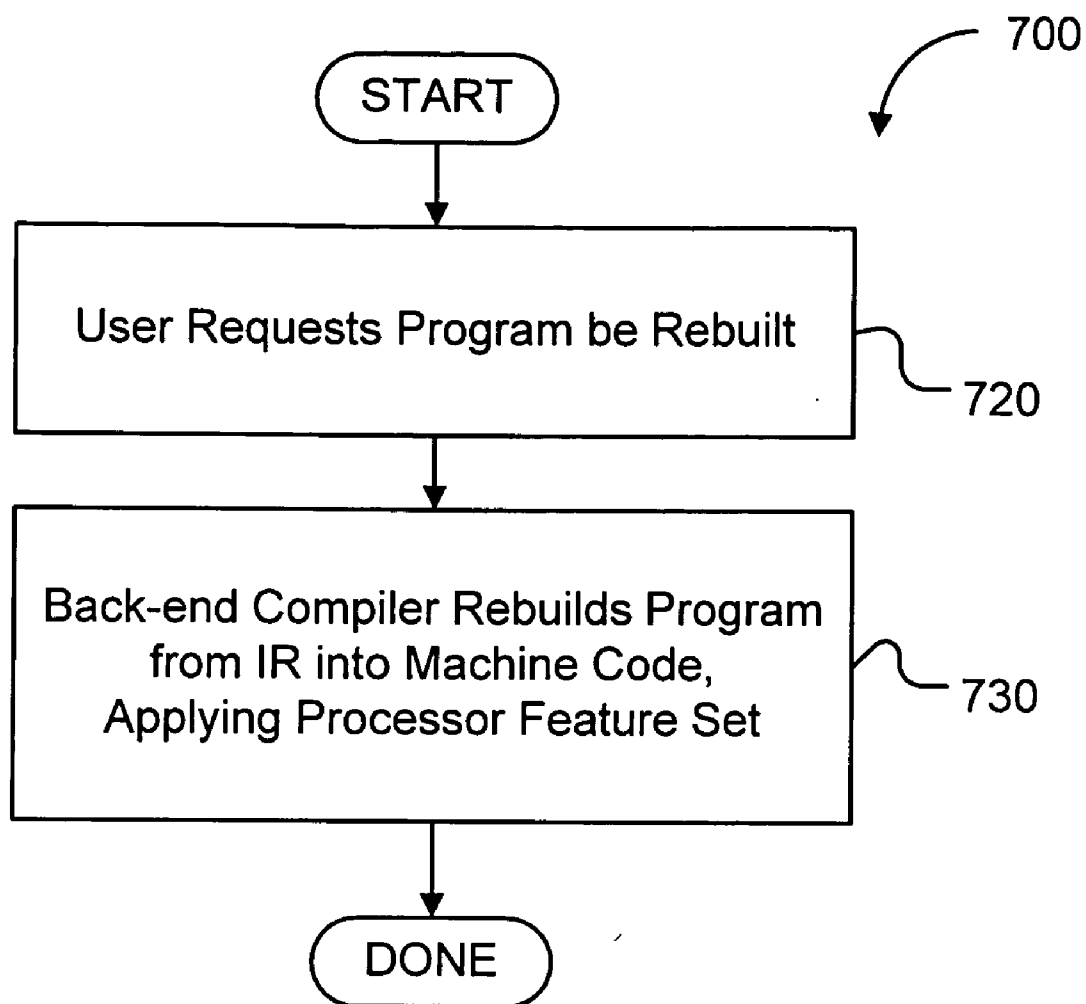 700
START
User Requests Program be Rebuilt
720
Back-end Compiler Rebuilds Program
from IR into Machine Code,
Applying Processor Feature Set
730
DONE